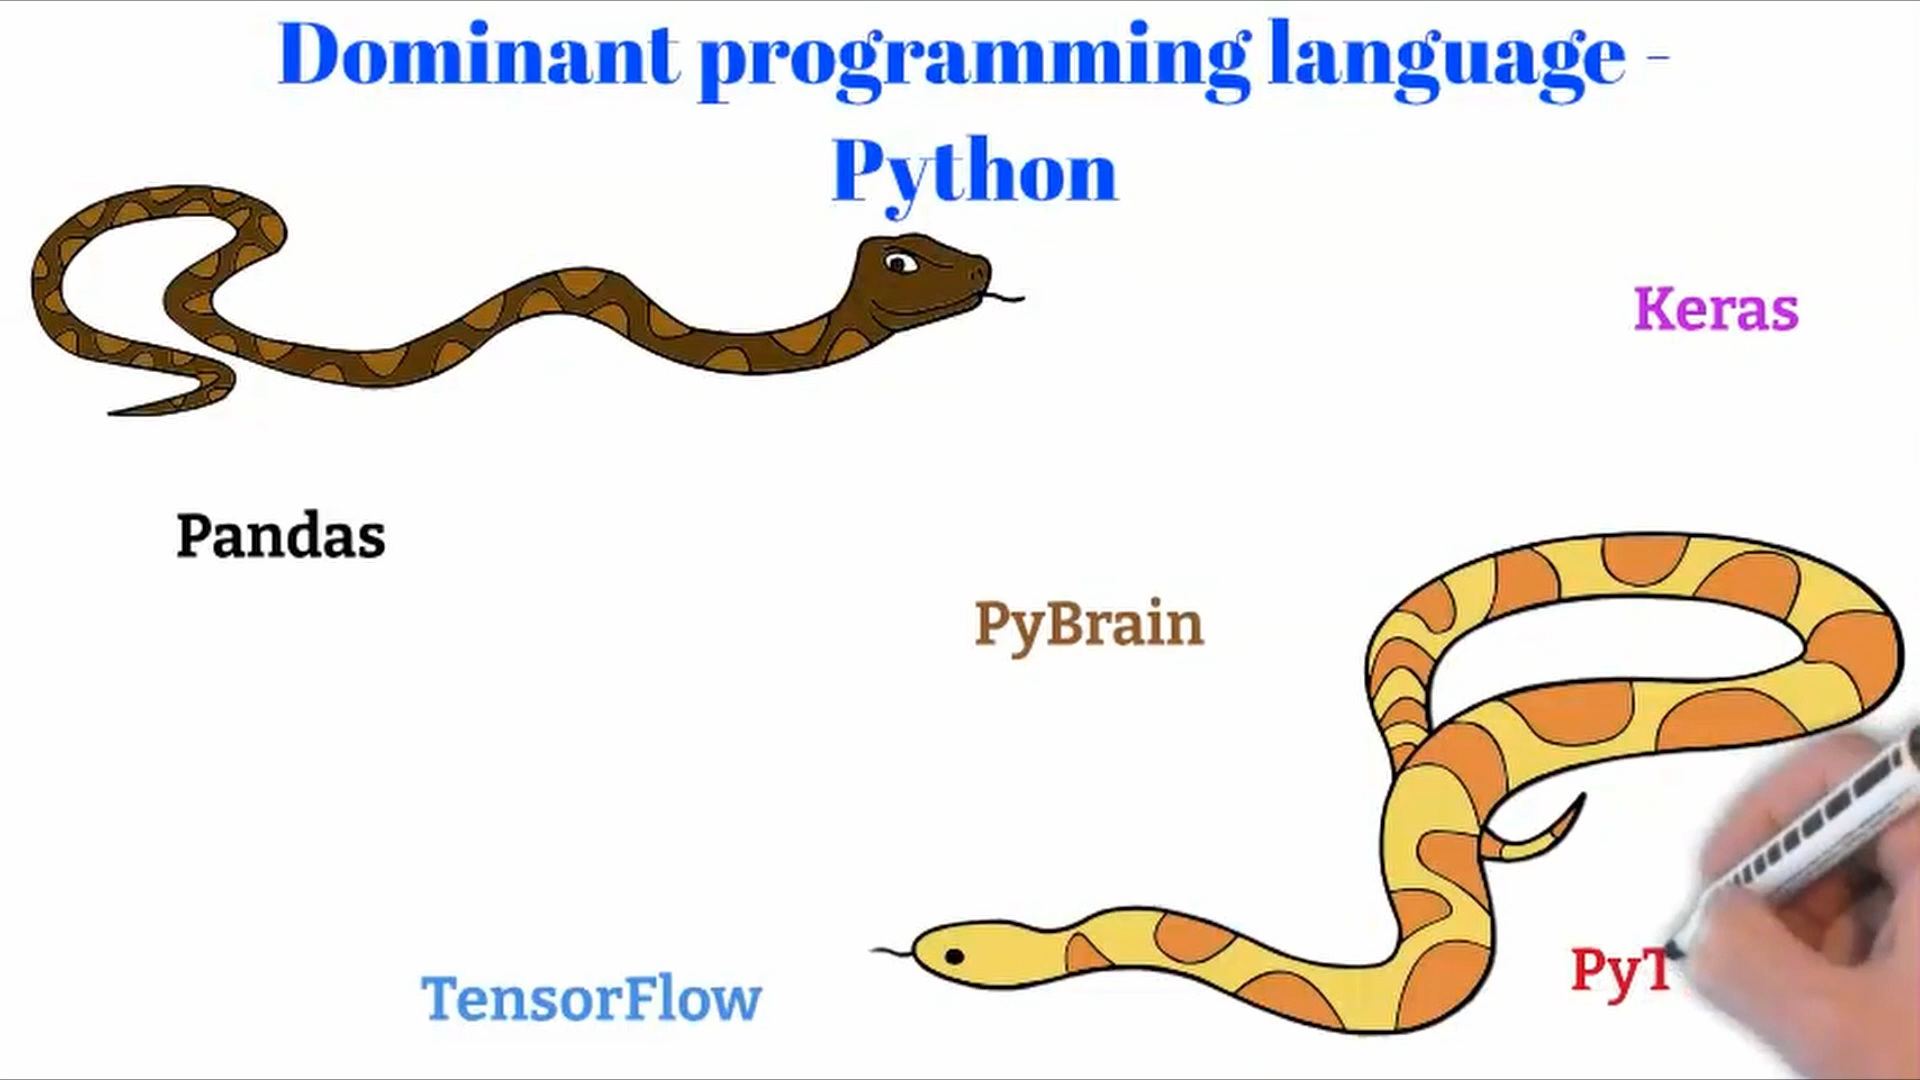 Dominant programming language -
Python
Keras
Pandas
PyBrain
TensorFlow
PyT